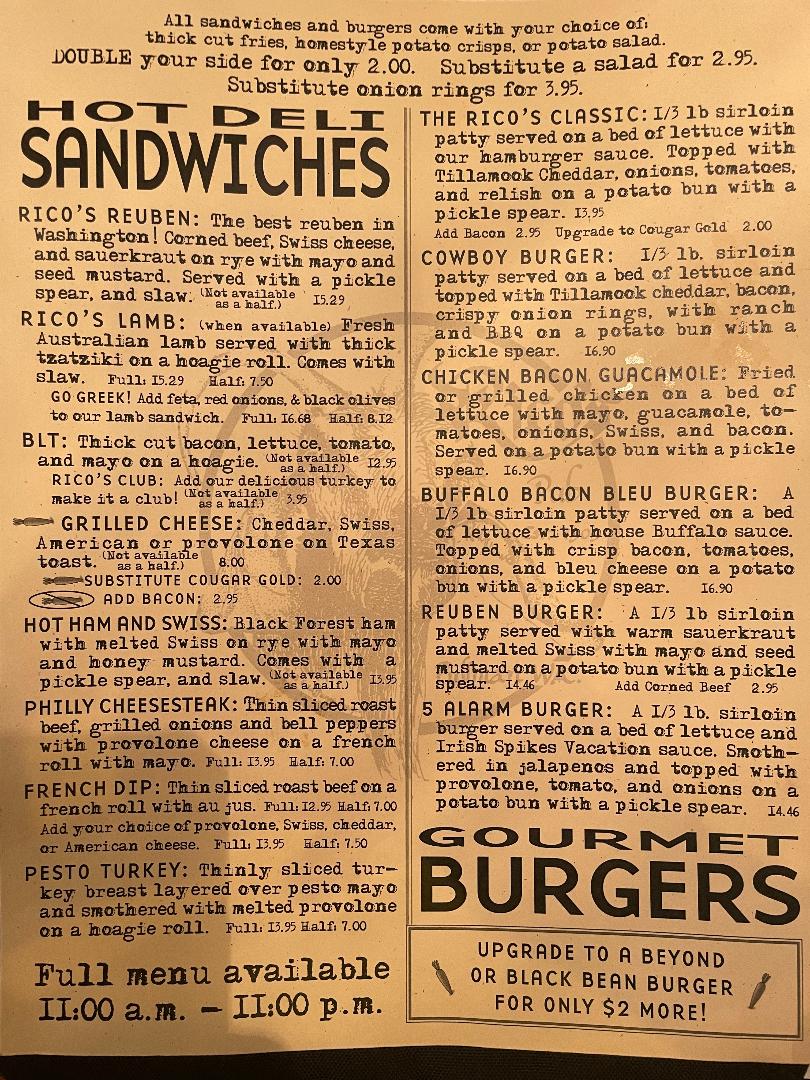 All sandwiches and burgers come with your choice of:
thick cut fries, homestyle potato crisps, or potato salad.
DOUBLE your side for only 2.00. Substitute a salad for 2.95.
Substitute onion rings for 3.95.
HOT DELI
SANDWICHES
RICO'S REUBEN: The best reuben in
Washington! Corned beef, Swiss cheese,
and sauerkraut on rye with mayo and
seed mustard. Served with a pickle
spear, and slaw. (Not available as a half.) 15.29
RICO'S LAMB: (when available) Fresh
Australian lamb served with thick
tzatziki on a hoagie roll. Comes with
slaw. Full: 15.29 Half: 7.50
GO GREEK! Add feta, red onions, & black olives
to our lamb sandwich. Full: 16.68 Half: 8.12
BLT: Thick cut bacon, lettuce, tomato,
and mayo on a hoagie. (Not available as a half.) 12.95
RICO'S CLUB: Add our delicious turkey to
make it a club! (Not available as a half.) 3.95
GRILLED CHEESE: Cheddar, Swiss,
American or provolone on Texas
toast. (Not available as a half.) 8.00
SUBSTITUTE COUGAR GOLD: 2.00
ADD BACON: 2.95
HOT HAM AND SWISS: Black Forest ham
with melted Swiss on rye with mayo
and honey mustard. Comes with a
pickle spear, and slaw. (Not available as a half.) 13.95
PHILLY CHEESESTEAK: Thin sliced roast
beef, grilled onions and bell peppers
with provolone cheese on a french
roll with mayo. Full: 13.95 Half: 7.00
FRENCH DIP: Thin sliced roast beef on a
french roll with au jus. Full: 12.95 Half: 7.00
Add your choice of provolone, Swiss, cheddar,
or American cheese. Full: 13.95 Half: 7.50
PESTO TURKEY: Thinly sliced tur-
key breast layered over pesto mayo
and smothered with melted provolone
on a hoagie roll. Full: 13.95 Half: 7.00
Full menu available
11:00 a.m. – 11:00 p.m.
THE RICO'S CLASSIC: 1/3 lb sirloin
patty served on a bed of lettuce with
our hamburger sauce. Topped with
Tillamook Cheddar, onions, tomatoes,
and relish on a potato bun with a
pickle spear. 13.95
Add Bacon 2.95 Upgrade to Cougar Gold 2.00
COWBOY BURGER: 1/3 lb. sirloin
patty served on a bed of lettuce and
topped with Tillamook cheddar, bacon,
crispy onion rings, with ranch
and BBQ on a potato bun with a
pickle spear. 16.90
CHICKEN BACON GUACAMOLE: Fried
or grilled chicken on a bed of
lettuce with mayo, guacamole, to-
matoes, onions, Swiss, and bacon.
Served on a potato bun with a pickle
spear. 16.90
BUFFALO BACON BLEU BURGER: A
1/3 lb sirloin patty served on a bed
of lettuce with house Buffalo sauce.
Topped with crisp bacon, tomatoes,
onions, and bleu cheese on a potato
bun with a pickle spear. 16.90
REUBEN BURGER: A 1/3 lb sirloin
patty served with warm sauerkraut
and melted Swiss with mayo and seed
mustard on a potato bun with a pickle
spear. 14.46 Add Corned Beef 2.95
5 ALARM BURGER: A 1/3 lb. sirloin
burger served on a bed of lettuce and
Irish Spikes Vacation sauce. Smoth-
ered in jalapenos and topped with
provolone, tomato, and onions on a
potato bun with a pickle spear. 14.46
GOURMET
BURGERS
UPGRADE TO A BEYOND
OR BLACK BEAN BURGER
FOR ONLY $2 MORE!